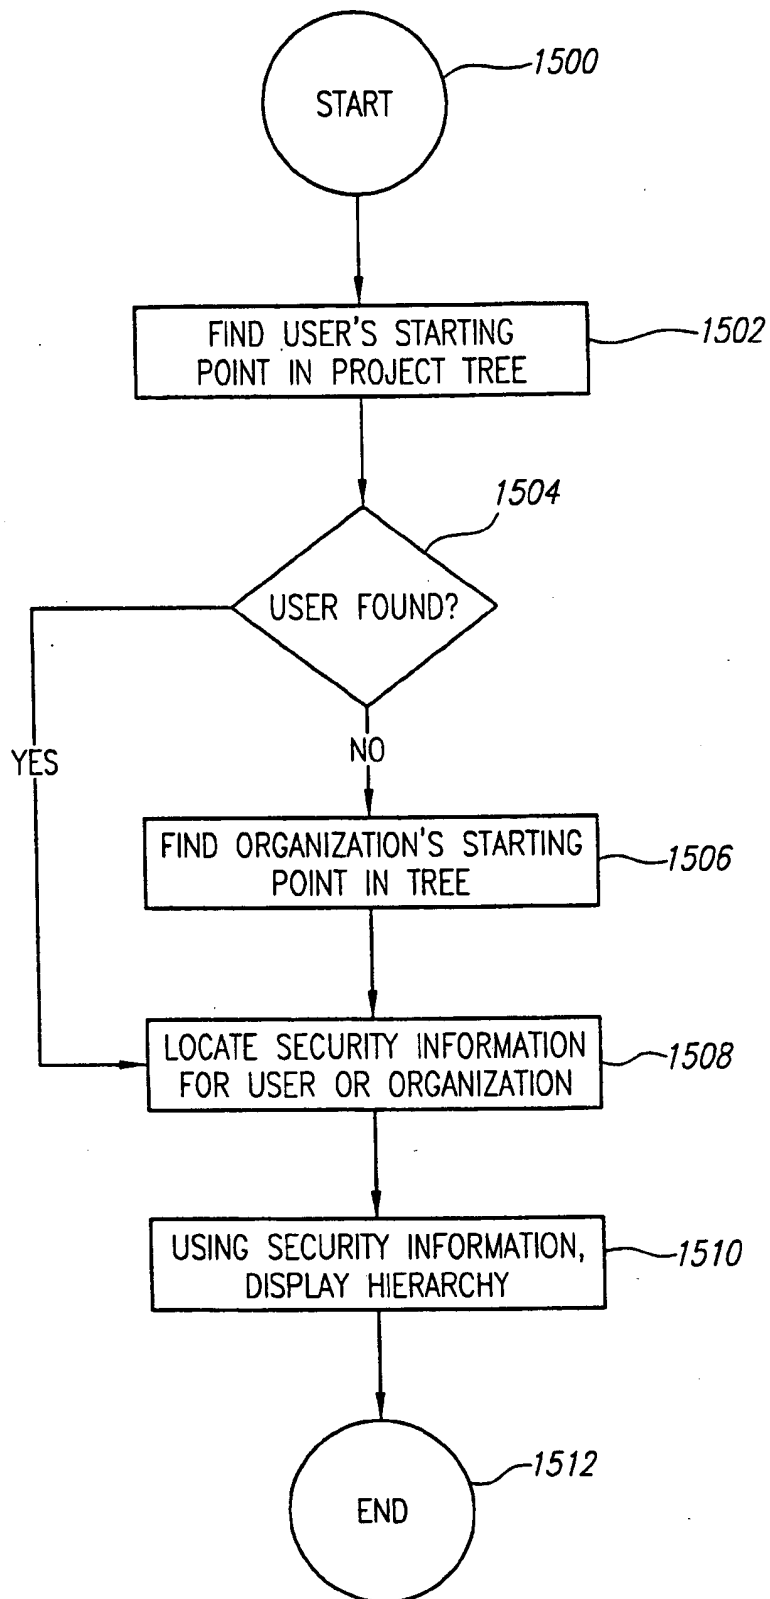 START
1500
FIND USER'S STARTING
POINT IN PROJECT TREE
1502
1504
USER FOUND?
YES
NO
FIND ORGANIZATION'S STARTING
POINT IN TREE
1506
LOCATE SECURITY INFORMATION
FOR USER OR ORGANIZATION
1508
USING SECURITY INFORMATION,
DISPLAY HIERARCHY
1510
END
1512